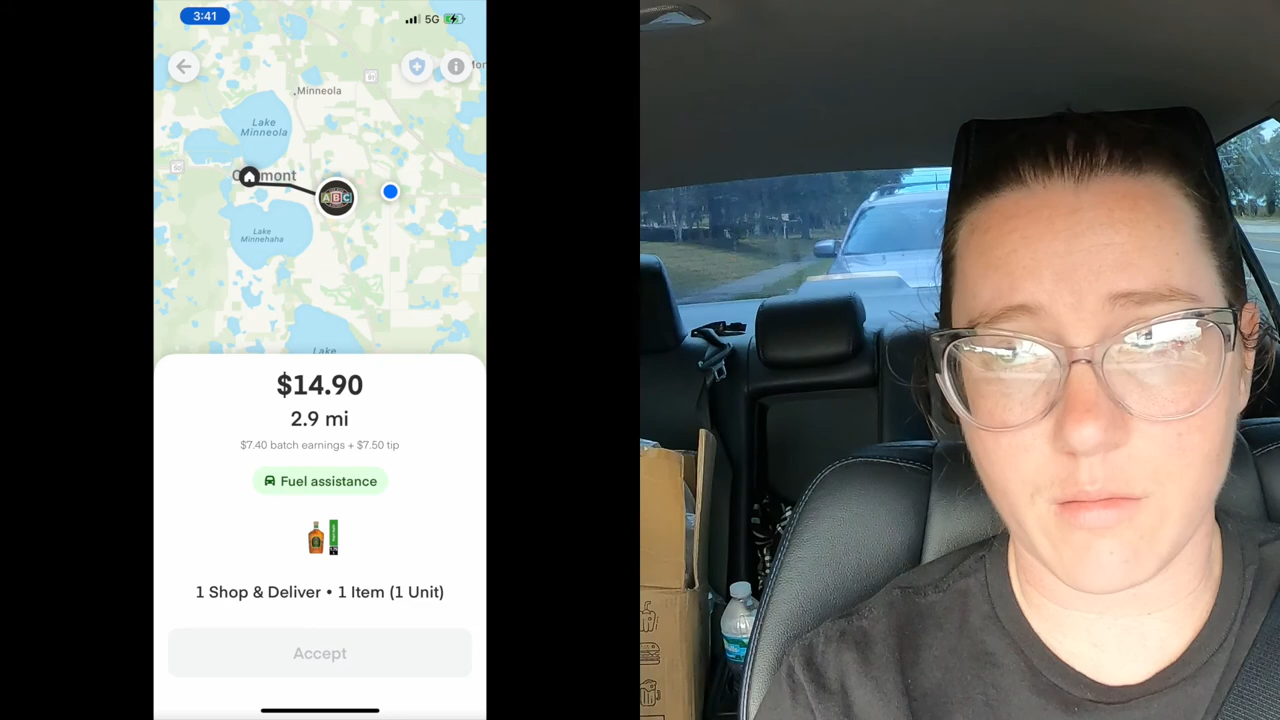 3:41
5G
Minneola
Lake
Minneola
ABC
Lake
Minnehaha
Lake
$14.90
2.9 mi
$7.40 batch earnings + $7.50 tip
Fuel assistance
1 Shop & Deliver • 1 Item (1 Unit)
Accept